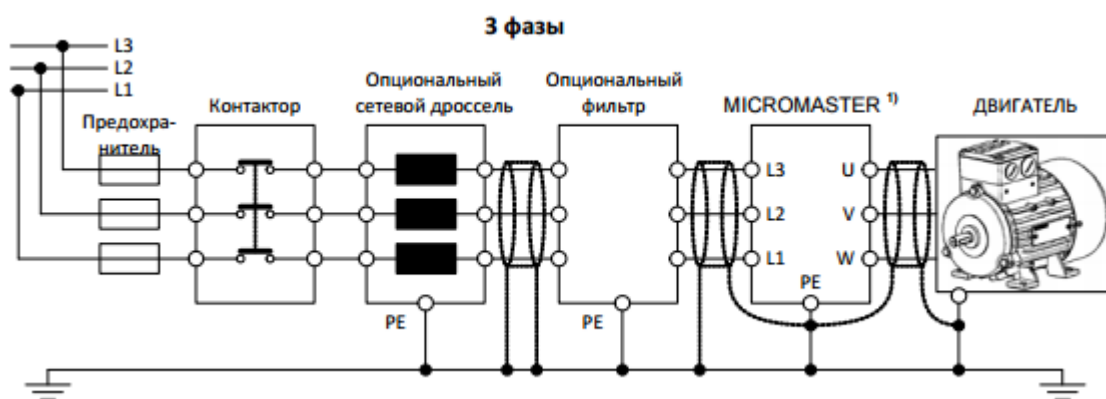 3 фазы
L3
L2
L1
Предохра-
нитель
Контактор
Опциональный
сетевой дроссель
Опциональный
фильтр
MICROMASTER 1)
ДВИГАТЕЛЬ
L3 U
L2 V
L1 W
PE
PE
PE